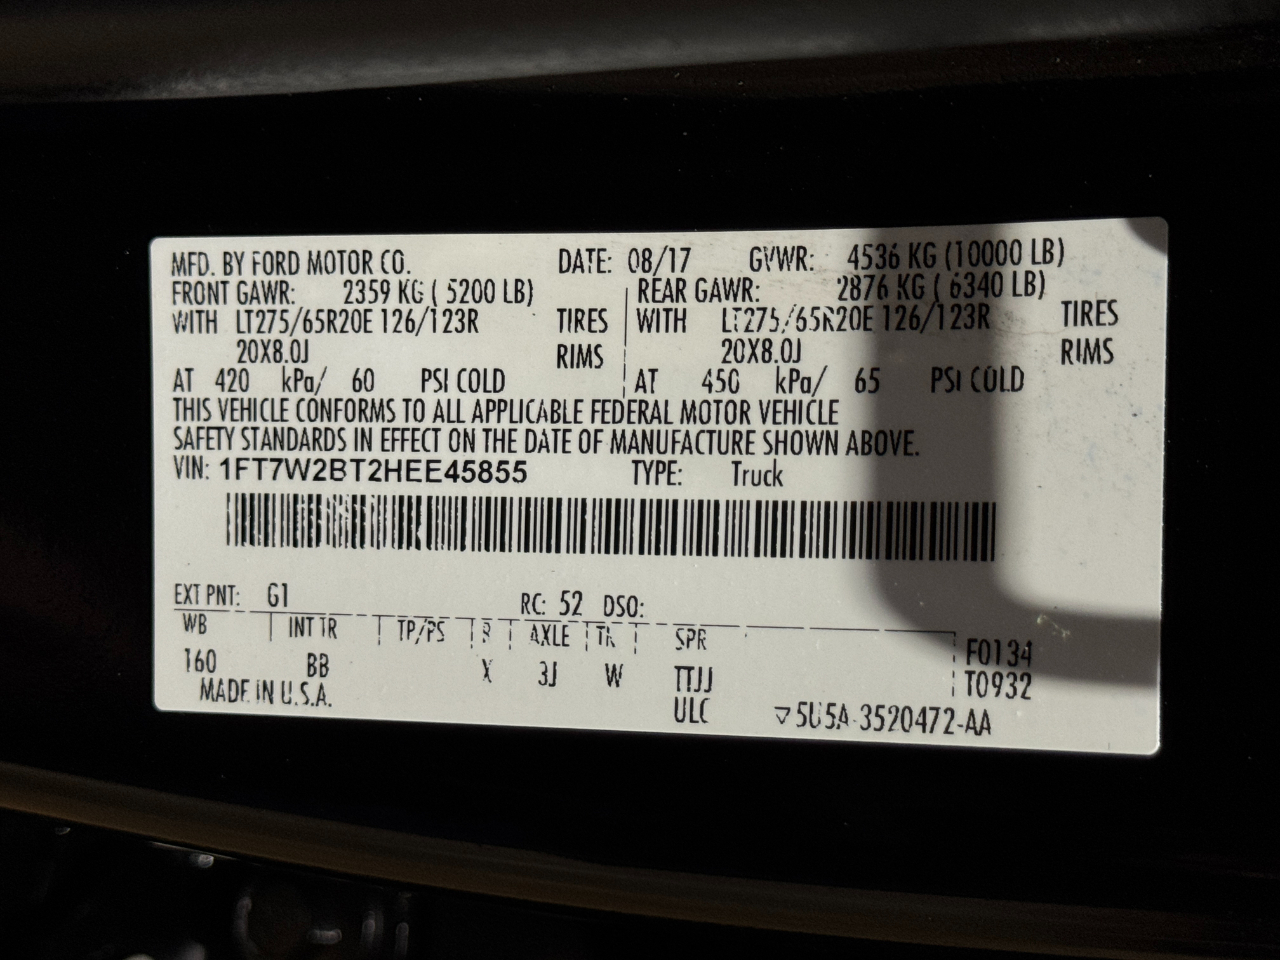 MFD. BY FORD MOTOR CO. DATE: 08/17 GVWR: 4536 KG (10000 LB)
FRONT GAWR: 2359 KG ( 5200 LB) REAR GAWR: 2876 KG ( 6340 LB)
WITH LT275/65R20E 126/123R TIRES WITH LT275/65R20E 126/123R TIRES
20X8.0J RIMS 20X8.0J RIMS
AT 420 kPa/ 60 PSI COLD AT 450 kPa/ 65 PSI COLD
THIS VEHICLE CONFORMS TO ALL APPLICABLE FEDERAL MOTOR VEHICLE
SAFETY STANDARDS IN EFFECT ON THE DATE OF MANUFACTURE SHOWN ABOVE.
VIN: 1FT7W2BT2HEE45855 TYPE: Truck
EXT PNT: G1 RC: 52 DSO:
WB INT TR TP/PS R AXLE TR SPR F0134
160 BB X 3J W TTJJ T0932
MADE IN U.S.A. ULC ▽5U5A-3520472-AA